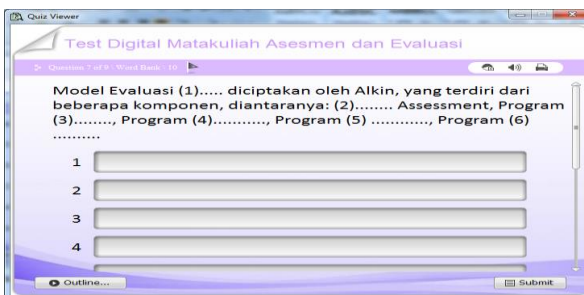 Quiz Viewer
Test Digital Matakuliah Asesmen dan Evaluasi
Question 7 of 9 - Word Bank - 10
Model Evaluasi (1)..... diciptakan oleh Alkin, yang terdiri dari
beberapa komponen, diantaranya: (2)........ Assessment, Program
(3)........, Program (4)..........., Program (5) ............, Program (6)
..........
1
2
3
4
Outline...
Submit